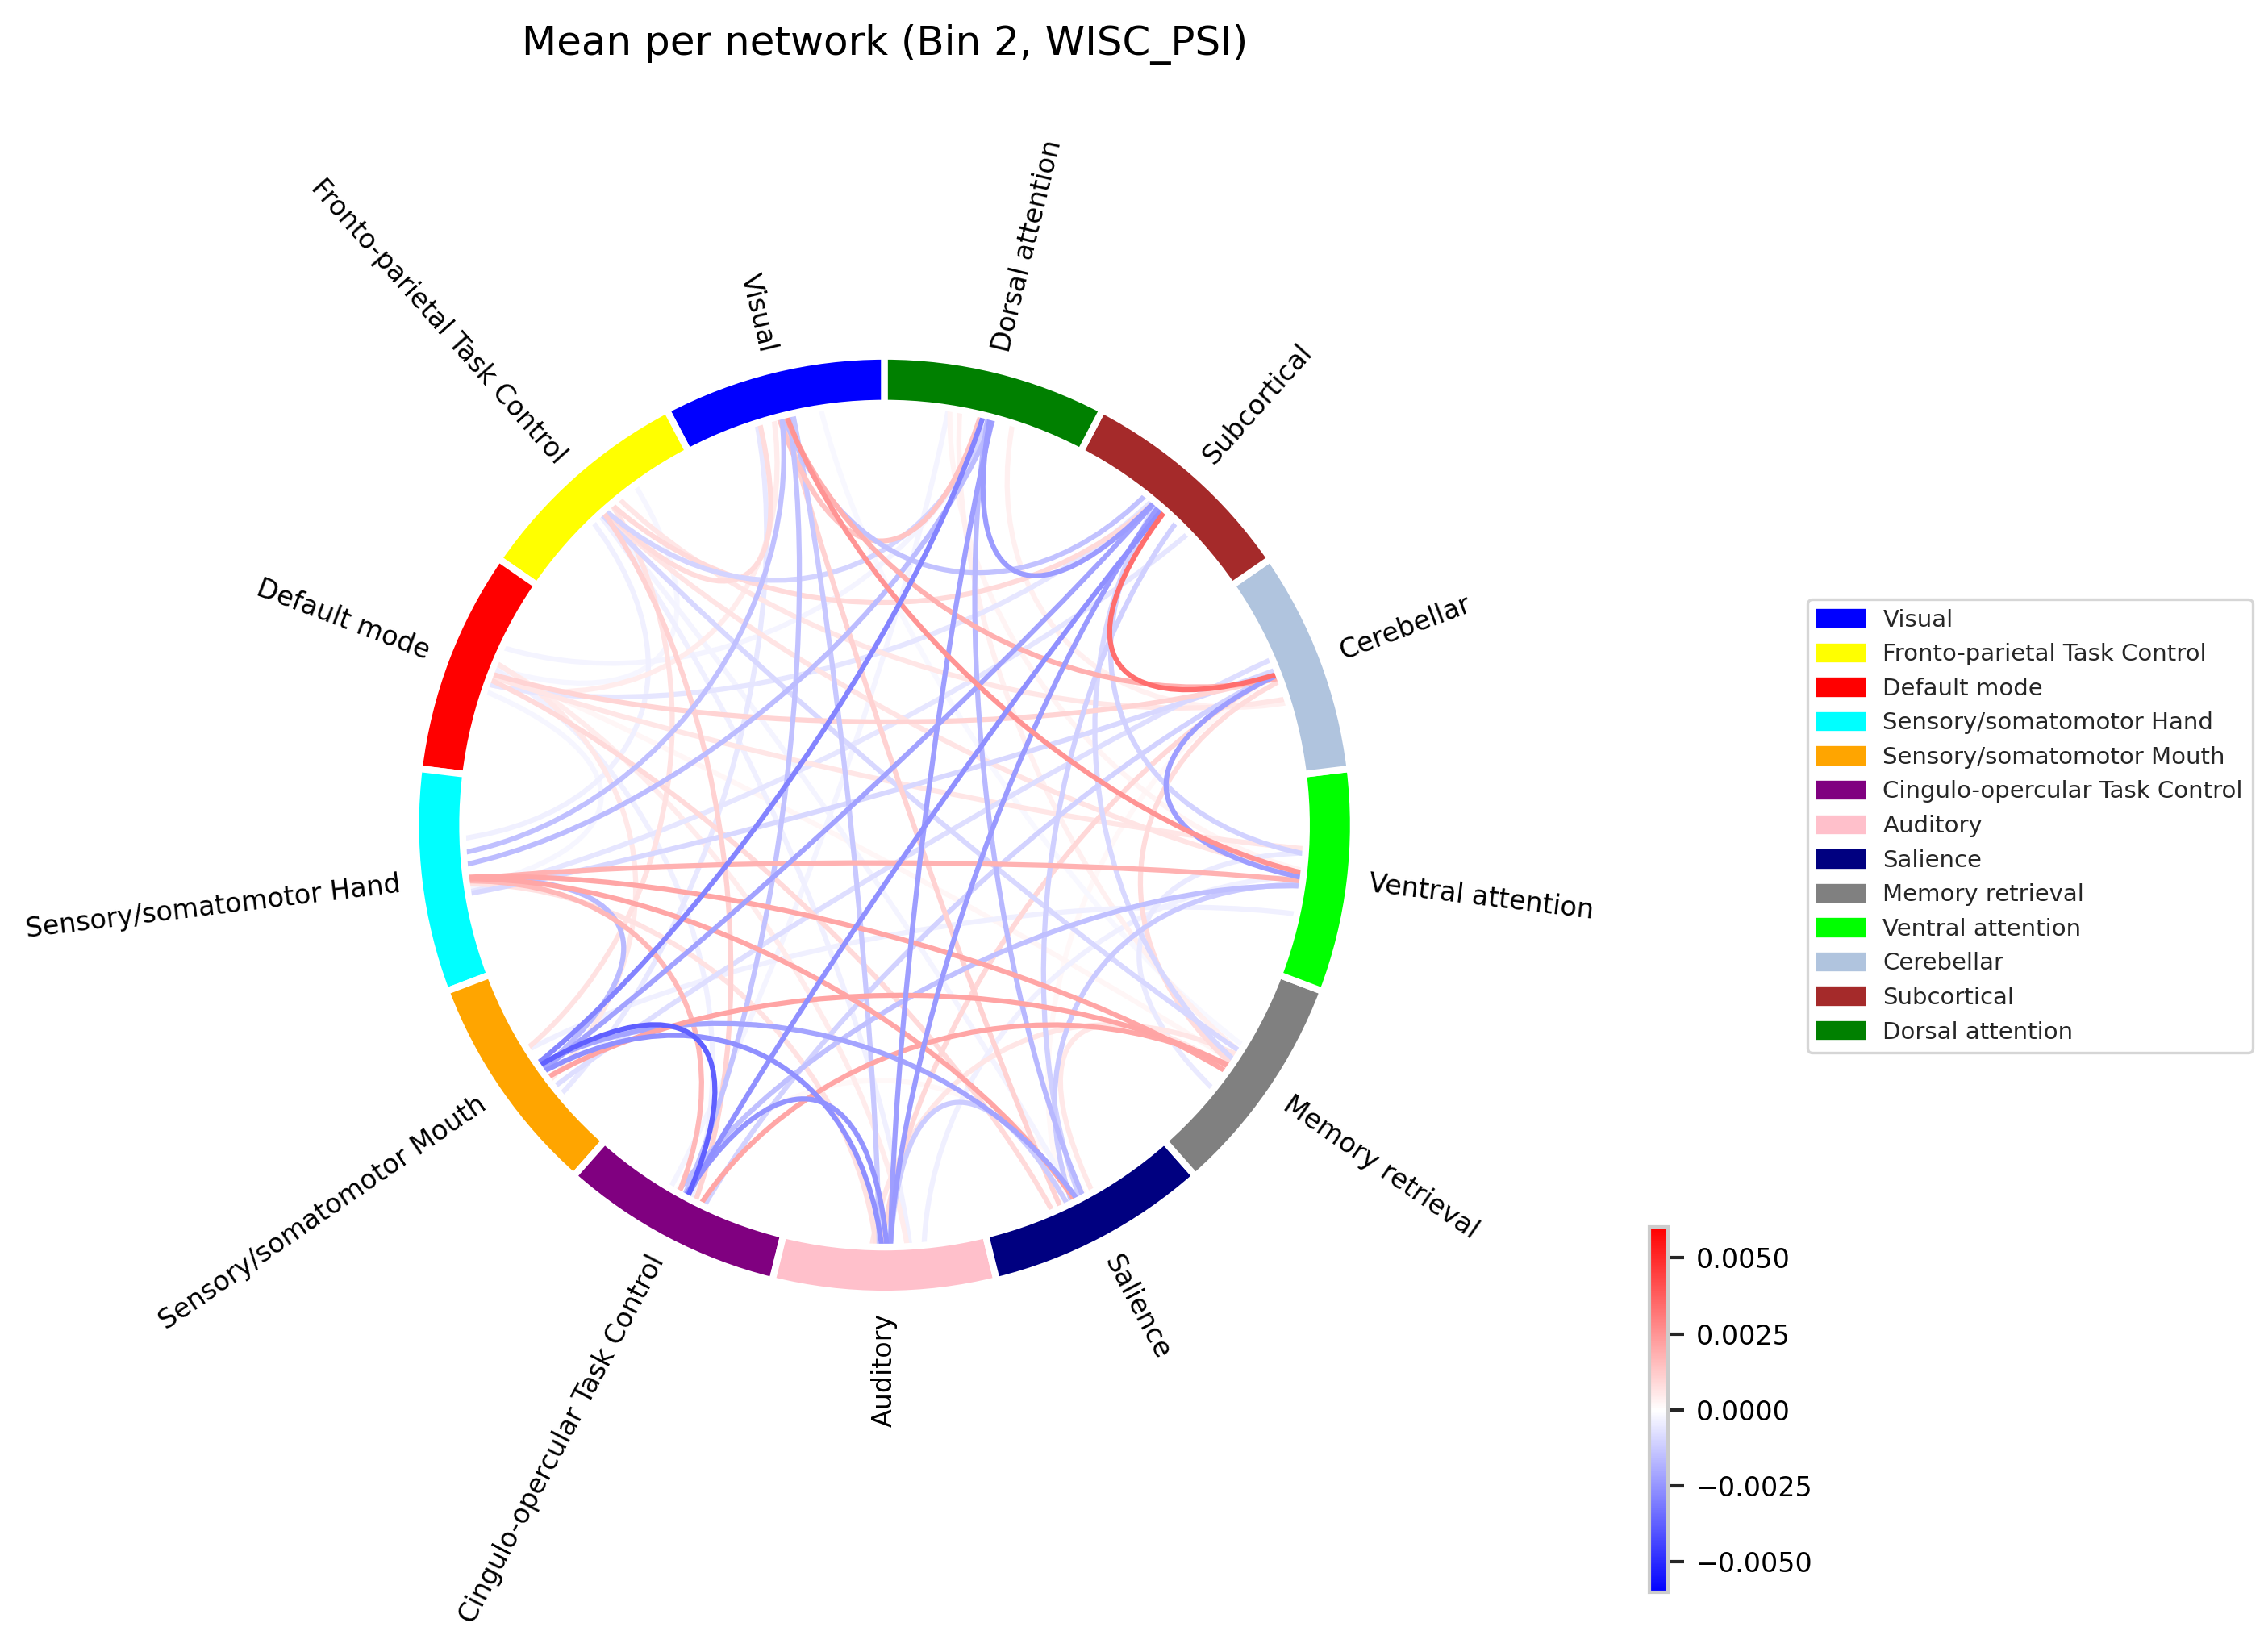 Mean per network (Bin 2, WISC_PSI)
Dorsal attention
Fronto-parietal Task Control
Visual
Subcortical
Default mode
Cerebellar
Sensory/somatomotor Hand
Ventral attention
Sensory/somatomotor Mouth
Memory retrieval
Cingulo-opercular Task Control
Auditory
Salience
Visual
Fronto-parietal Task Control
Default mode
Sensory/somatomotor Hand
Sensory/somatomotor Mouth
Cingulo-opercular Task Control
Auditory
Salience
Memory retrieval
Ventral attention
Cerebellar
Subcortical
Dorsal attention
0.0050
0.0025
0.0000
−0.0025
−0.0050